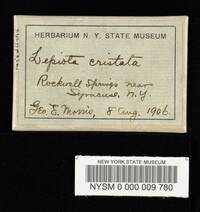 HERBARIUM N. Y. STATE MUSEUM
Lepiota cristata
Rockwell Springs near
Syracuse, N.Y.
Geo. E. Morris, 8 Aug. 1906.
NEW YORK STATE MUSEUM
NYSM 0 000 009 780